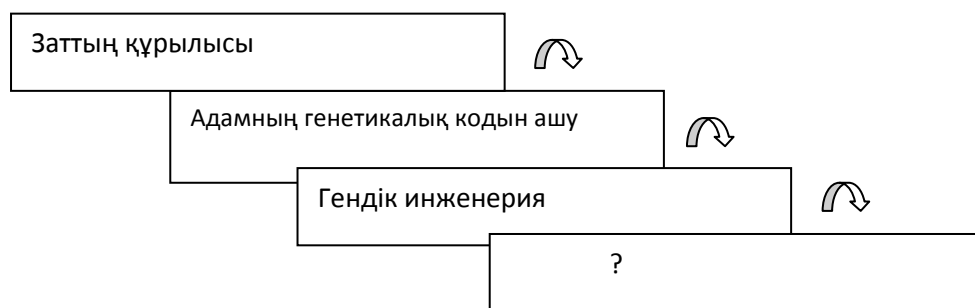 Заттың құрылысы
Адамның генетикалық кодын ашу
Гендік инженерия
?